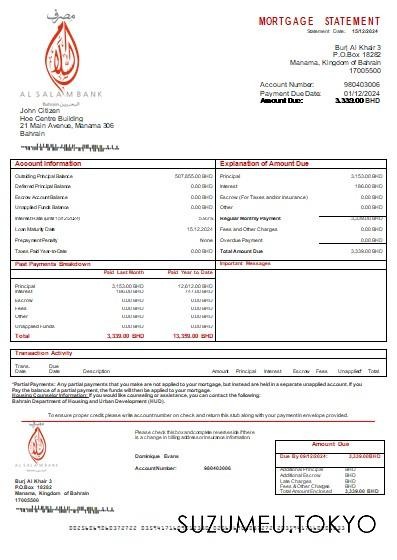 مصرف
MORTGAGE STATEMENT
Statement Date: 15/12/2024
Burj Al Khair 3
P.O.Box 18282
Manama, Kingdom of Bahrain
17005500
AL SALAM BANK
Account Number: 980403006
Payment Due Date: 01/12/2024
Amount Due: 3,339.00 BHD
John Citizen
Hoe Centre Building
21 Main Avenue, Manama 306
Bahrain
Account Information
Outstanding Principal Balance 507,855.00 BHD
Deferred Principal Balance 0.00 BHD
Escrow Account Balance 0.00 BHD
Unapplied Funds Balance 0.00 BHD
Interest Rate (until 15/12/2024)
Loan Maturity Date 15.12.2024
Prepayment Penalty None
Taxes Paid Year-to-Date 0.00 BHD
Explanation of Amount Due
Principal 3,153.00 BHD
Interest 186.00 BHD
Escrow (For Taxes and/or Insurance) 0.00 BHD
Other 0.00 BHD
Regular Monthly Payment 3,339.00 BHD
Fees and Other Charges 0.00 BHD
Overdue Payment 0.00 BHD
Total Amount Due 3,339.00 BHD
Past Payments Breakdown
Paid Last Month Paid Year to Date
Principal 3,153.00 BHD 12,612.00 BHD
Interest 186.00 BHD 747.00 BHD
Escrow 0.00 BHD 0.00 BHD
Fees 0.00 BHD 0.00 BHD
Other 0.00 BHD 0.00 BHD
Unapplied Funds 0.00 BHD 0.00 BHD
Total 3,339.00 BHD 13,359.00 BHD
Important Messages
Transaction Activity
Trans. Date Due Date Description Amount Principal Interest Escrow Fees Unapplied* Total
*Partial Payments: Any partial payments that you make are not applied to your mortgage, but instead are held in a separate unapplied account. If you
Pay the balance of a partial payment, the funds will then be applied to your mortgage.
Housing Counselor Information: If you would like counseling or assistance, you can contact the following:
Bahrain Department of Housing and Urban Development (HUD).
To ensure proper credit please write account number on check and return this stub along with your payment in envelope provided.
AL SALAM BANK
Please check this box and complete reverse side if there
is a change in billing address or insurance information.
Dominique Evans
Account Number: 980403006
Burj Al Khair 3
P.O.Box 18282
Manama, Kingdom of Bahrain
17005500
Amount Due
Due By 09/12/2024: 3,339.00 BHD
Additional Principal BHD
Additional Escrow BHD
Late Charges BHD
Fees & Other Charges BHD
Total Amount Enclosed 3,339.00 BHD
SUZUMEU.TOKYO